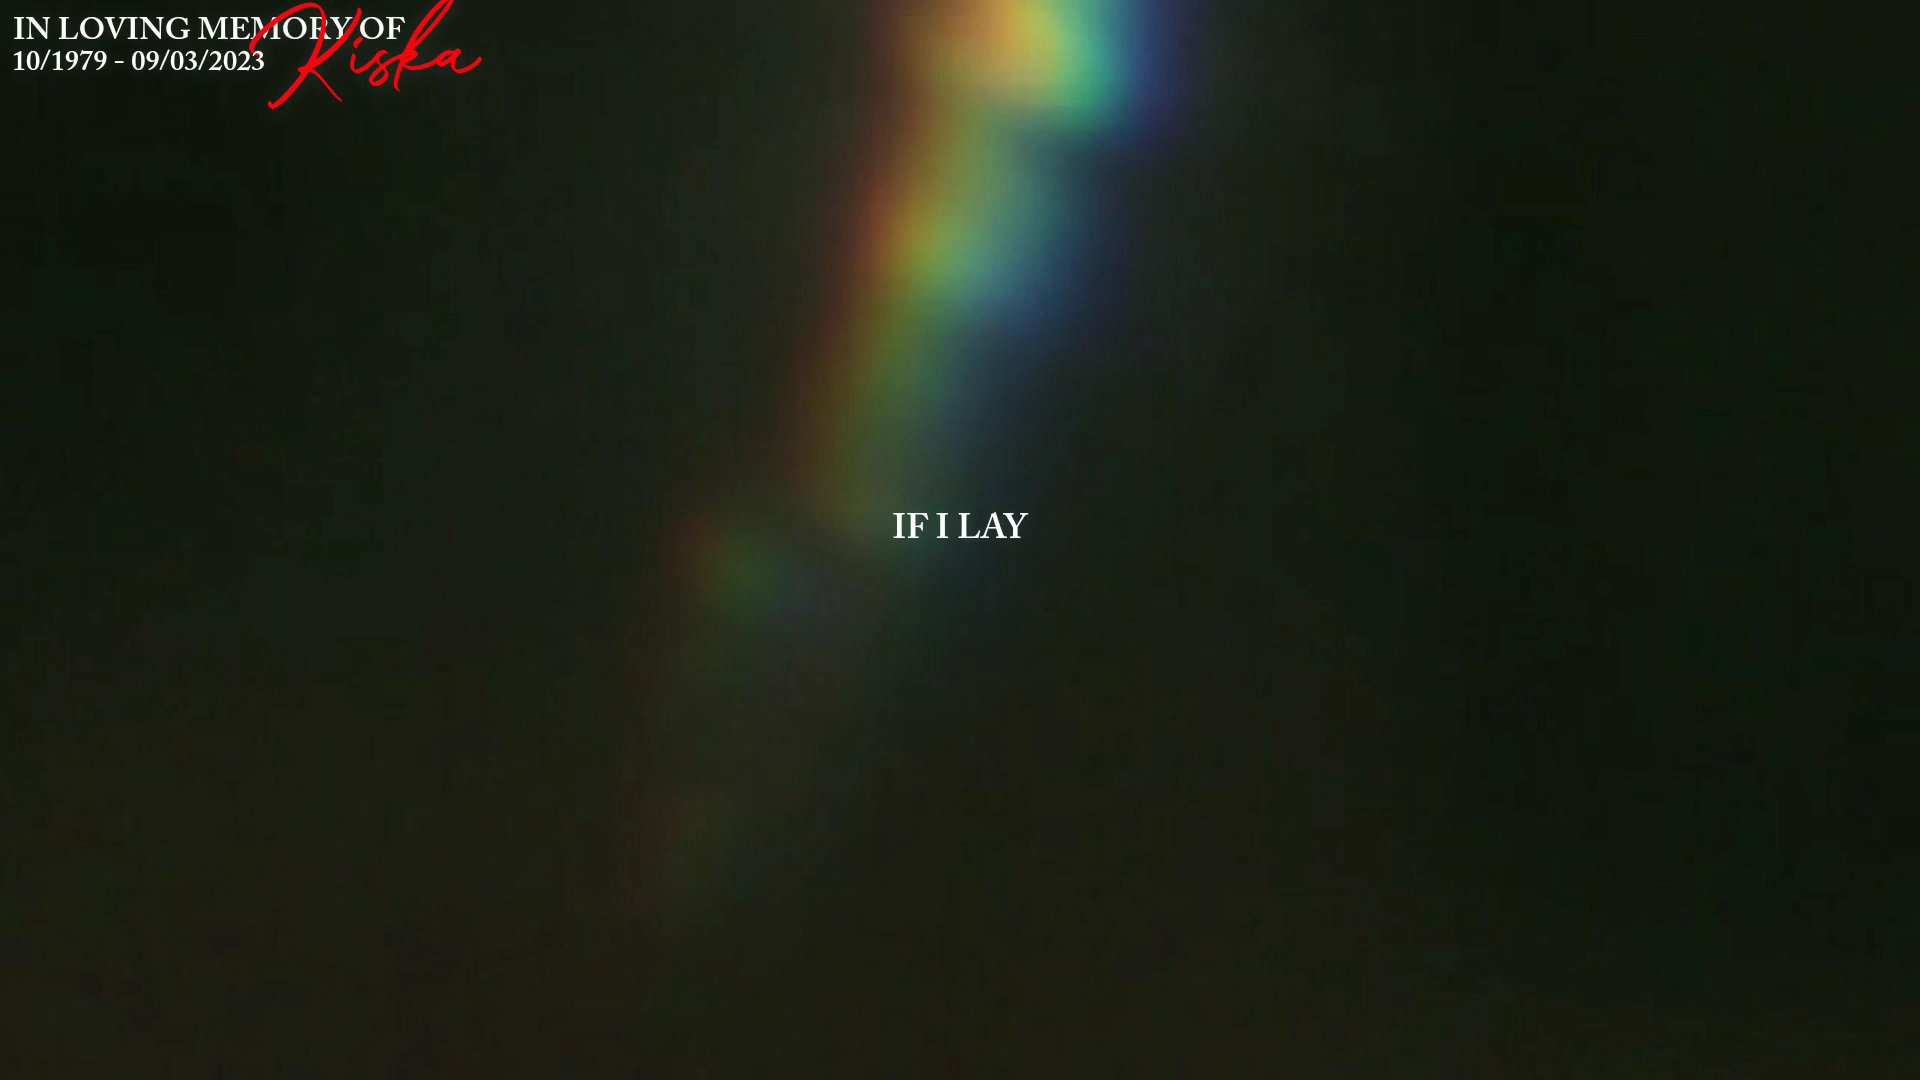 IN LOVING MEMORY OF
Kiska
10/1979 - 09/03/2023
IF I LAY